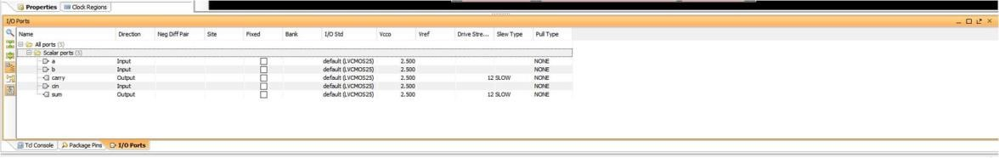 Properties Clock Regions
I/O Ports
Name Direction Neg Diff Pair Site Fixed Bank I/O Std Vcco Vref Drive Stre... Slew Type Pull Type
All ports (5)
Scalar ports (5)
a Input default (LVCMOS25) 2.500 NONE
b Input default (LVCMOS25) 2.500 NONE
carry Output default (LVCMOS25) 2.500 12 SLOW NONE
cin Input default (LVCMOS25) 2.500 NONE
sum Output default (LVCMOS25) 2.500 12 SLOW NONE
Tcl Console Package Pins I/O Ports